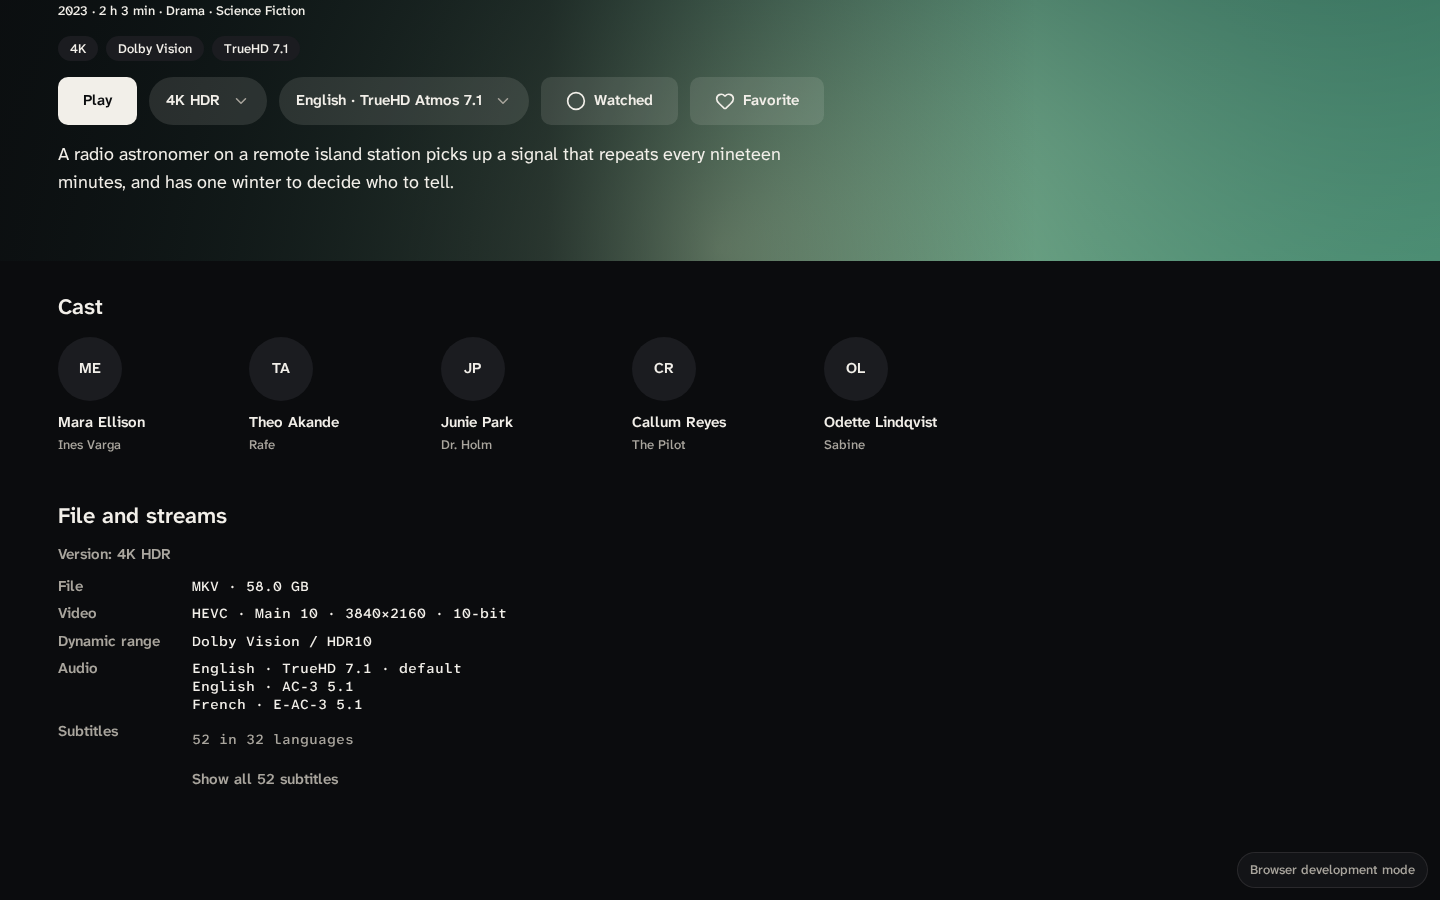 2023 · 2 h 3 min · Drama · Science Fiction
4K Dolby Vision TrueHD 7.1
Play 4K HDR English · TrueHD Atmos 7.1 Watched Favorite
A radio astronomer on a remote island station picks up a signal that repeats every nineteen
minutes, and has one winter to decide who to tell.
Cast
ME TA JP CR OL
Mara Ellison Theo Akande Junie Park Callum Reyes Odette Lindqvist
Ines Varga Rafe Dr. Holm The Pilot Sabine
File and streams
Version: 4K HDR
File MKV · 58.0 GB
Video HEVC · Main 10 · 3840×2160 · 10-bit
Dynamic range Dolby Vision / HDR10
Audio English · TrueHD 7.1 · default
English · AC-3 5.1
French · E-AC-3 5.1
Subtitles 52 in 32 languages
Show all 52 subtitles
Browser development mode